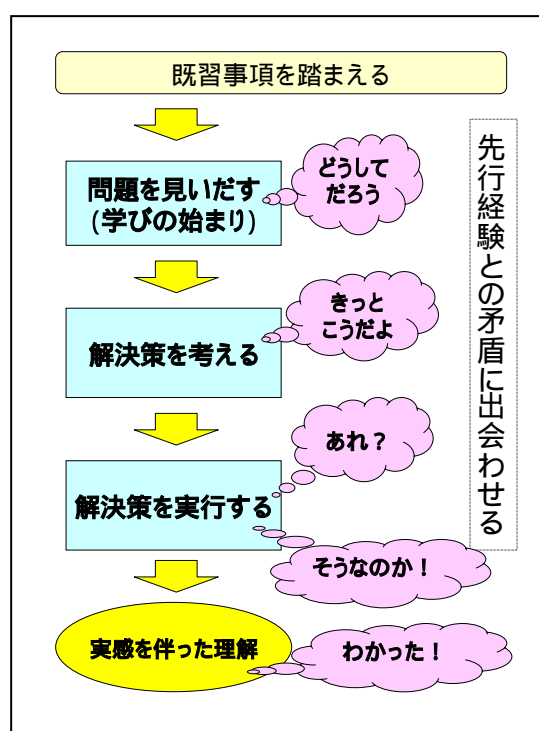 既習事項を踏まえる
問題を見いだす
(学びの始まり)
どうして
だろう
きっと
こうだよ
解決策を考える
あれ？
解決策を実行する
そうなのか！
実感を伴った理解
わかった！
先行経験との矛盾に出会わせる